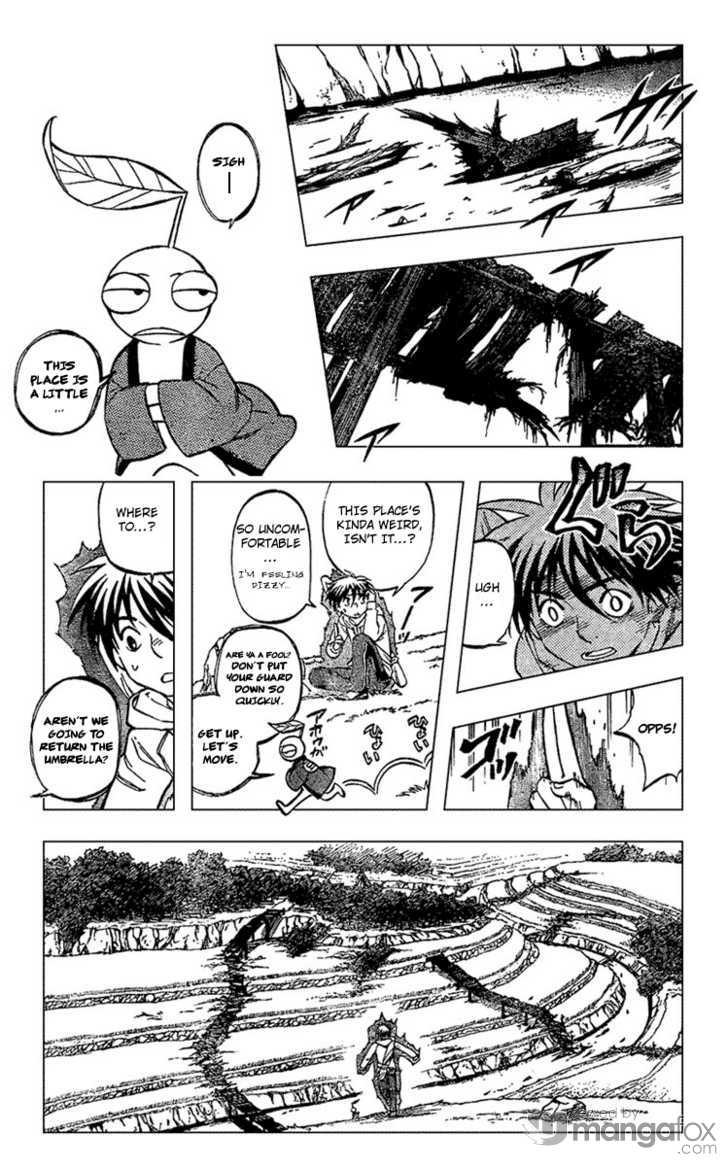 SIGH
THIS
PLACE IS
A LITTLE
...
ぐら
UGH
...
OPPS!
THIS PLACE'S
KINDA WEIRD,
ISN'T IT...?
SO UNCOM-
FORTABLE
...
I'M FEELING
DIZZY...
ARE YA A FOOL?
DON'T PUT
YOUR GUARD
DOWN SO
QUICKLY.
GET UP.
LET'S
MOVE.
WHERE
TO...?
AREN'T WE
GOING TO
RETURN THE
UMBRELLA?
mangafox
.com